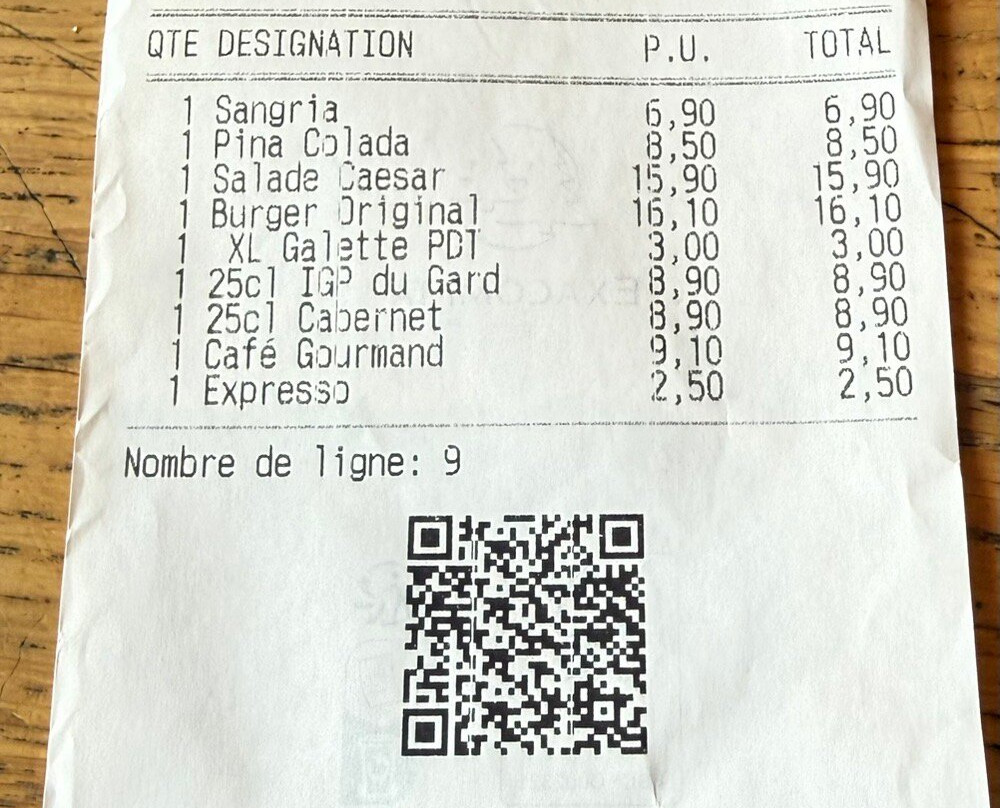 QTE DESIGNATION P.U. TOTAL
1 Sangria 6,90 6,90
1 Pina Colada 8,50 8,50
1 Salade Caesar 15,90 15,90
1 Burger Original 16,10 16,10
1 XL Galette PDT 3,00 3,00
1 25cl IGP du Gard 8,90 8,90
1 25cl Cabernet 8,90 8,90
1 Café Gourmand 9,10 9,10
1 Expresso 2,50 2,50
Nombre de ligne: 9